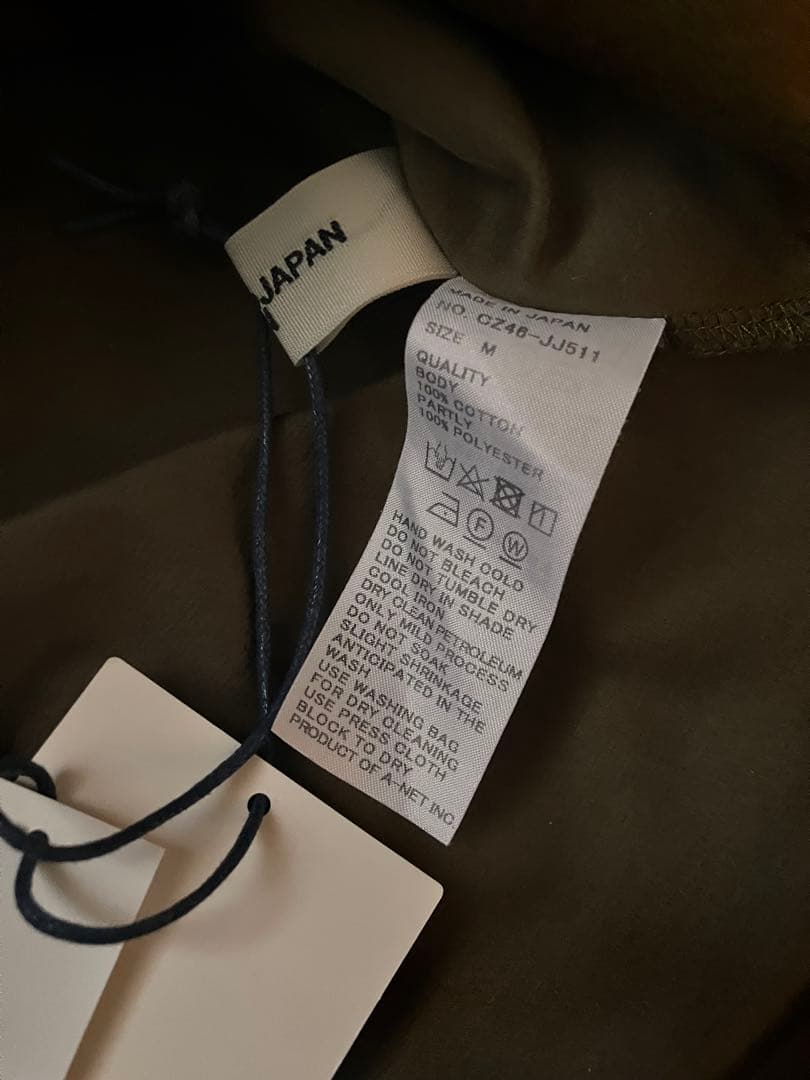 JAPAN
MADE IN JAPAN
NO. CZ46-JJ511
SIZE M
QUALITY
BODY
100% COTTON
PARTLY
100% POLYESTER
F W
HAND WASH COLD
DO NOT BLEACH
DO NOT TUMBLE DRY
LINE DRY IN SHADE
COOL IRON
DRY CLEAN PETROLEUM
ONLY MILD PROCESS
DO NOT SOAK
SLIGHT SHRINKAGE
ANTICIPATED IN THE
WASH
USE WASHING BAG
FOR DRY CLEANING
USE PRESS CLOTH
BLOCK TO DRY
PRODUCT OF A-NET INC.